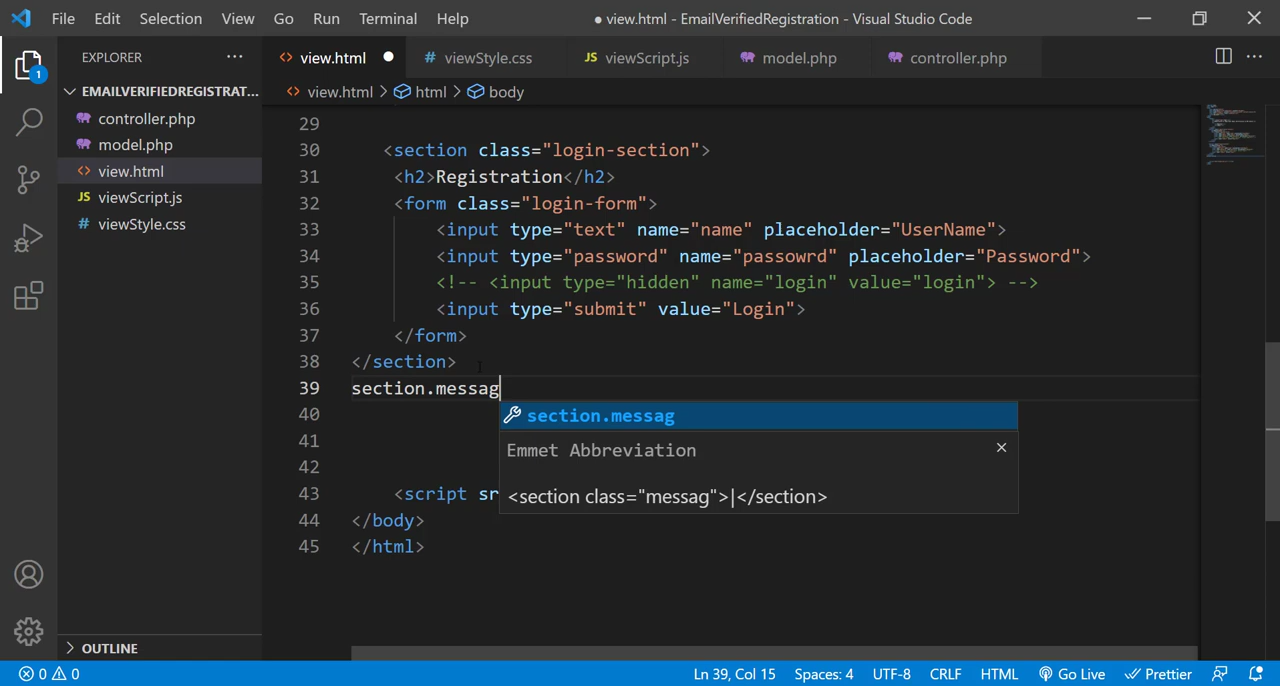 File Edit Selection View Go Run Terminal Help ● view.html - EmailVerifiedRegistration - Visual Studio Code
EXPLORER ··· <> view.html ● # viewStyle.css JS viewScript.js model.php controller.php ···
1
EMAILVERIFIEDREGISTRAT... <> view.html > html > body
controller.php
model.php
<> view.html
JS viewScript.js
# viewStyle.css
29
30 <section class="login-section">
31 <h2>Registration</h2>
32 <form class="login-form">
33 <input type="text" name="name" placeholder="UserName">
34 <input type="password" name="passowrd" placeholder="Password">
35 <!-- <input type="hidden" name="login" value="login"> -->
36 <input type="submit" value="Login">
37 </form>
38 </section>
39 section.messag
40
41
42
43 <script sr
44 </body>
45 </html>
section.messag
Emmet Abbreviation ×
<section class="messag">|</section>
OUTLINE
0 0 Ln 39, Col 15 Spaces: 4 UTF-8 CRLF HTML Go Live Prettier